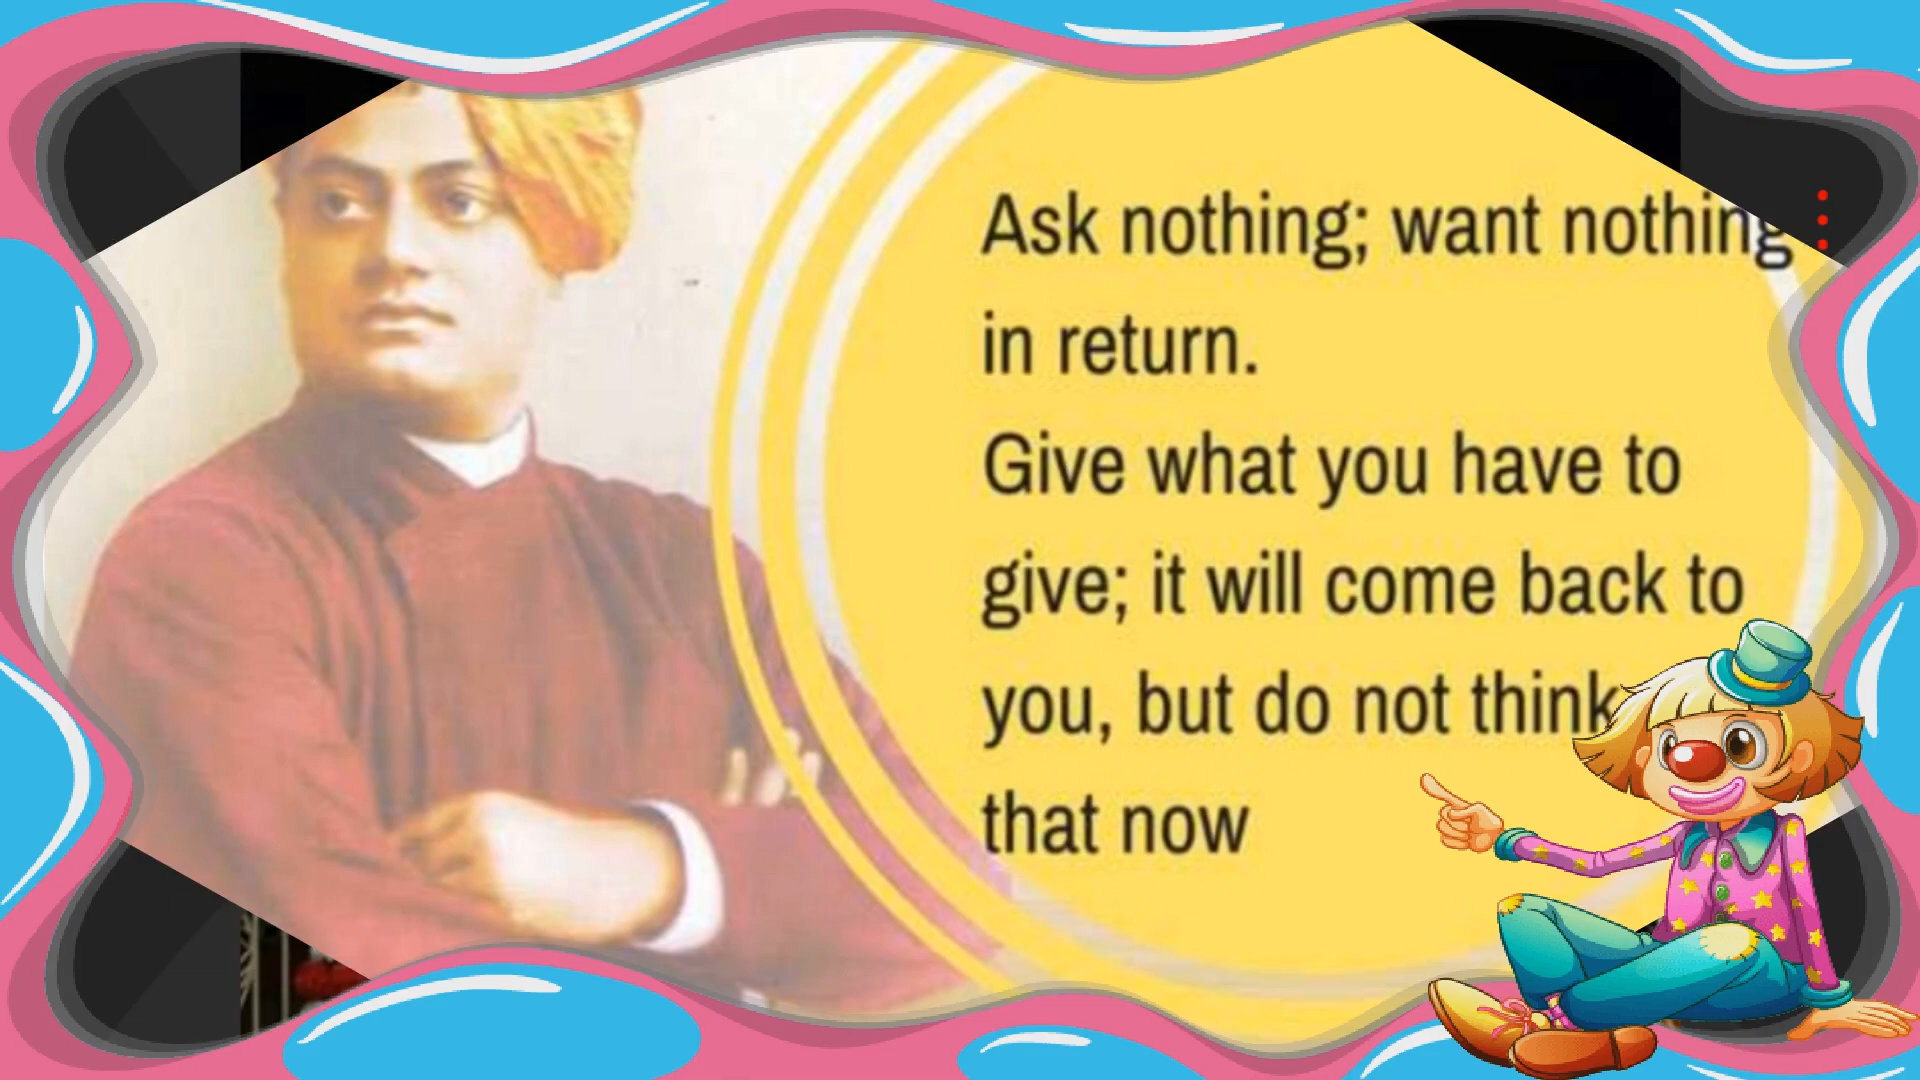 Ask nothing; want nothing
in return.
Give what you have to
give; it will come back to
you, but do not think
that now